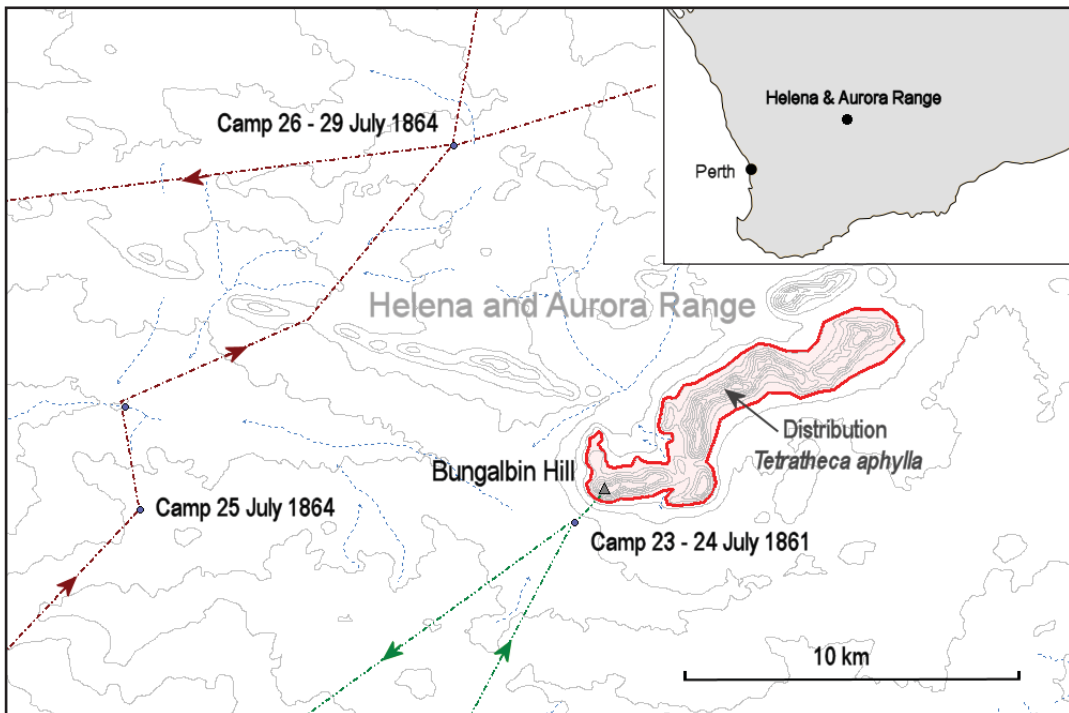 Camp 26 - 29 July 1864
Helena & Aurora Range
Perth
Helena and Aurora Range
Distribution
Tetratheca aphylla
Bungalbin Hill
Camp 25 July 1864
Camp 23 - 24 July 1861
10 km